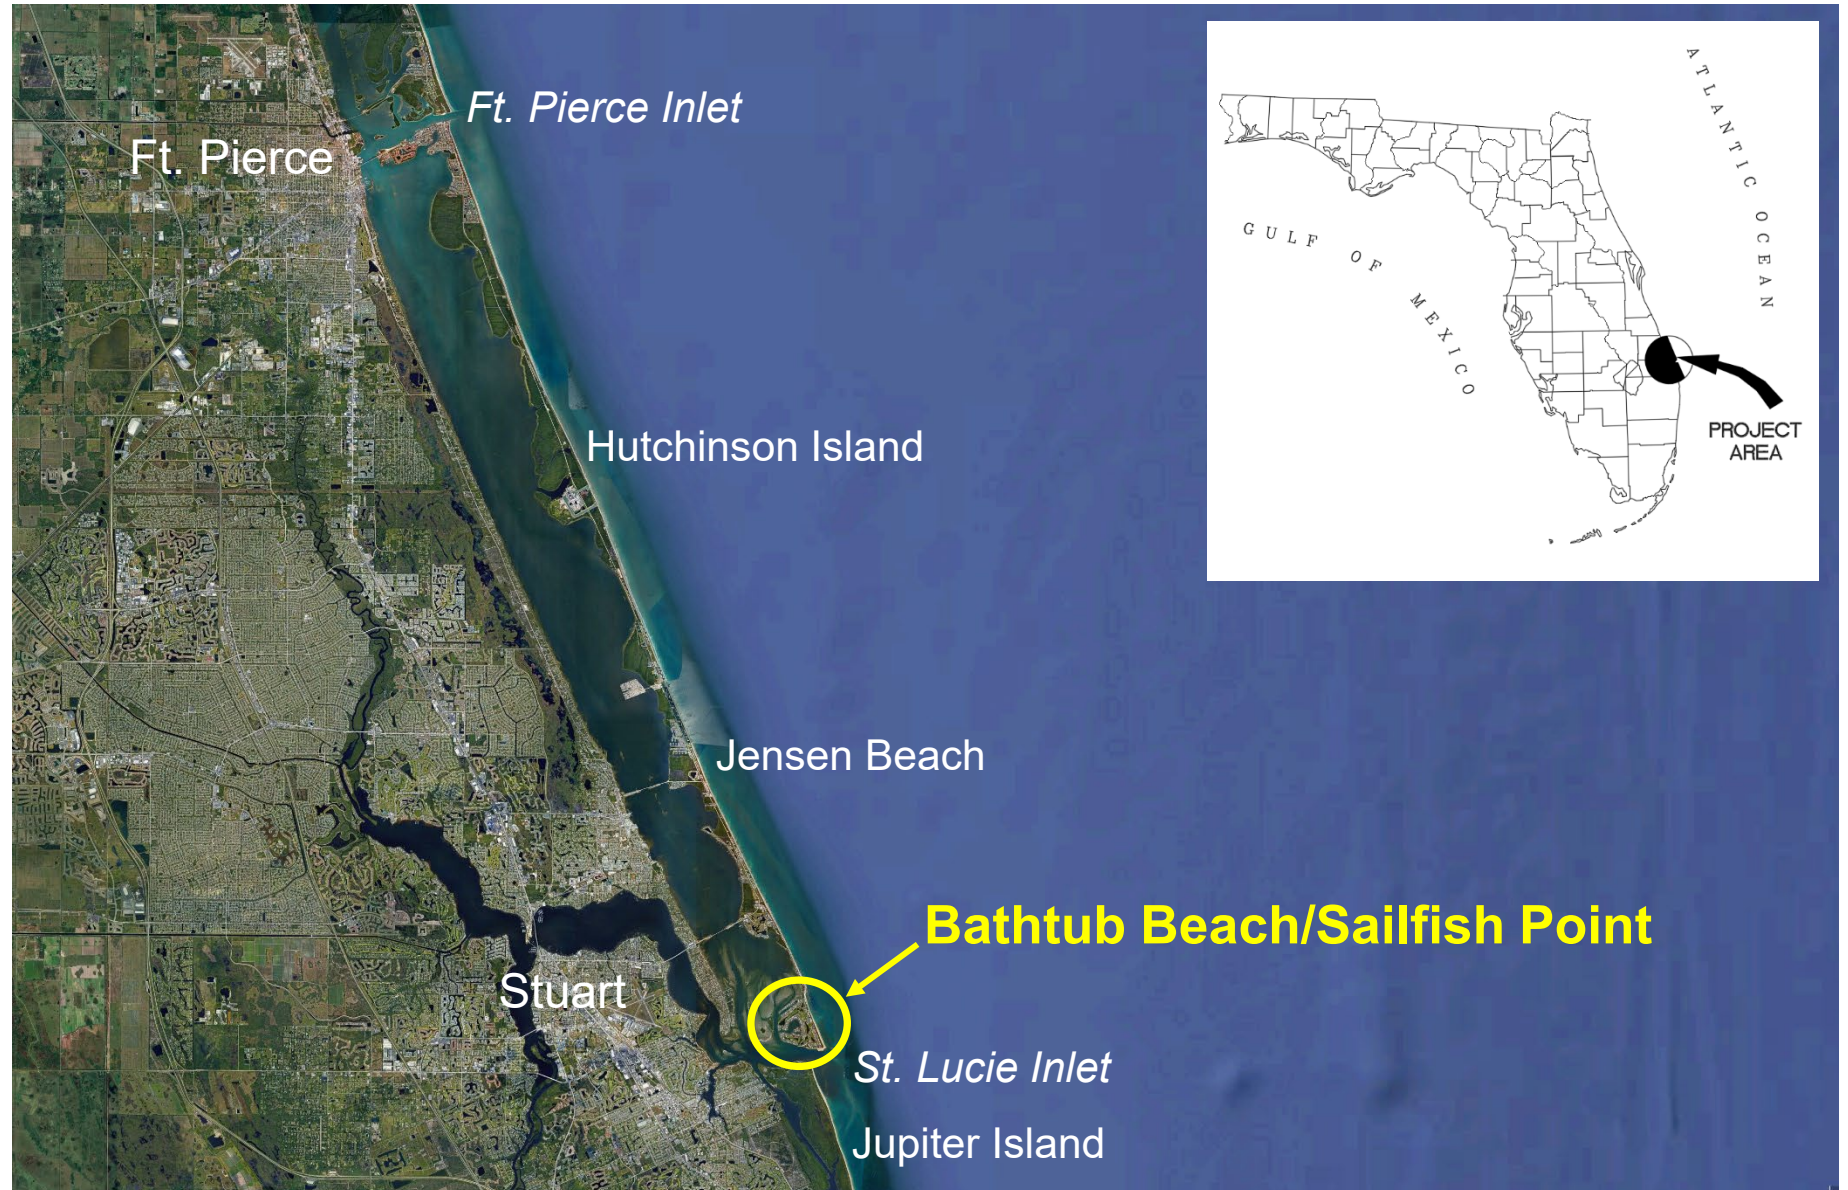 Ft. Pierce Inlet
Ft. Pierce
Hutchinson Island
Jensen Beach
Bathtub Beach/Sailfish Point
Stuart
St. Lucie Inlet
Jupiter Island
ATLANTIC OCEAN
GULF OF MEXICO
PROJECT
AREA